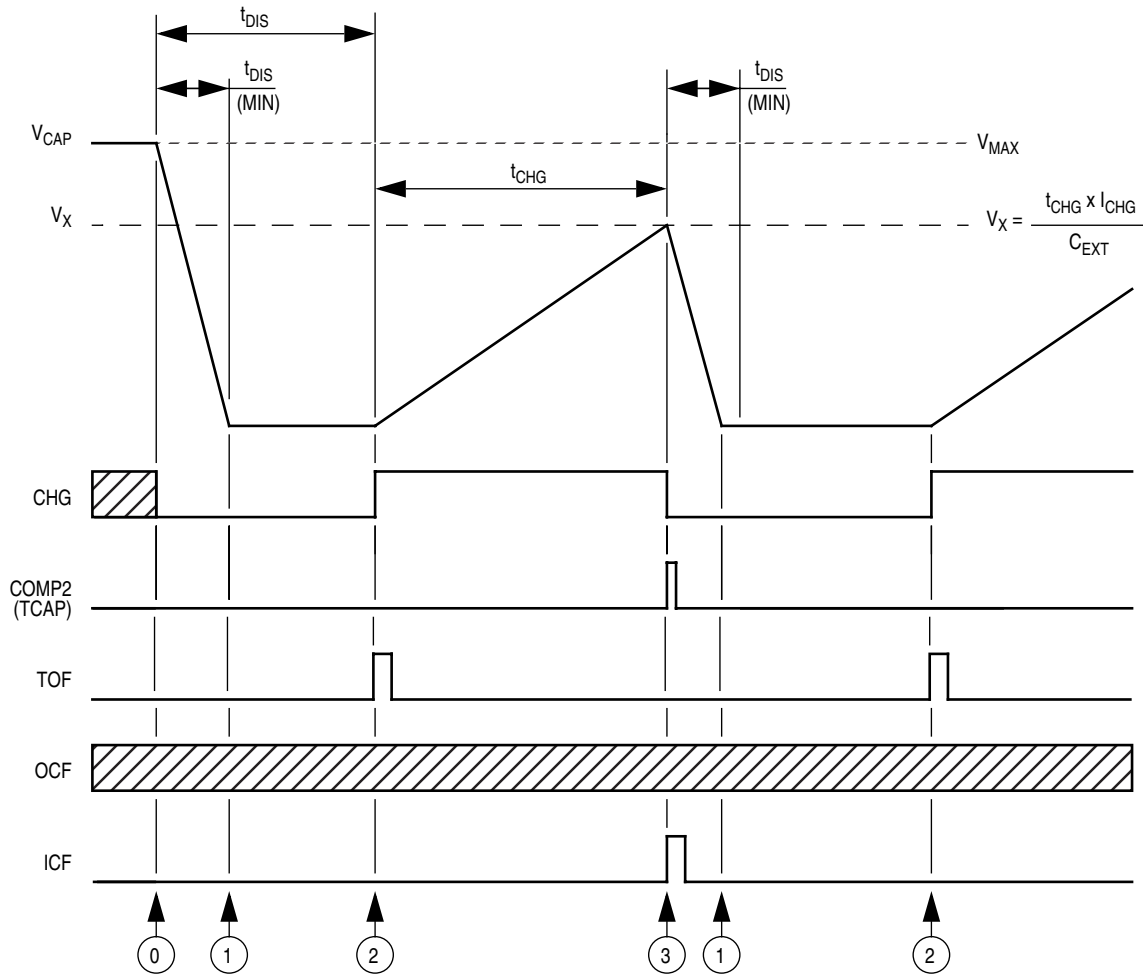 tDIS
tDIS
(MIN)
tDIS
(MIN)
VCAP
VMAX
tCHG
VX
VX = tCHG x ICHG
CEXT
CHG
COMP2
(TCAP)
TOF
OCF
ICF
0 1 2 3 1 2